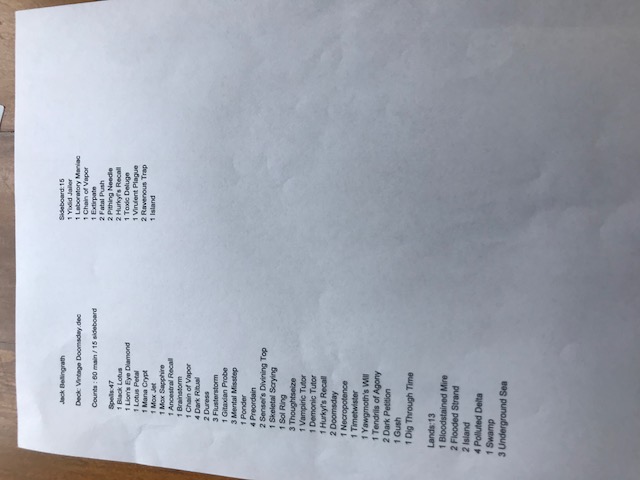 Jack Bellingrath
Deck: Vintage Doomsday.dec
Counts : 60 main / 15 sideboard
Spells:47
1 Black Lotus
1 Lion's Eye Diamond
1 Lotus Petal
1 Mana Crypt
1 Mox Jet
1 Mox Sapphire
1 Ancestral Recall
1 Brainstorm
1 Chain of Vapor
4 Dark Ritual
2 Duress
3 Flusterstorm
1 Gitaxian Probe
3 Mental Misstep
1 Ponder
4 Preordain
2 Sensei's Divining Top
1 Skeletal Scrying
1 Sol Ring
3 Thoughtseize
1 Vampiric Tutor
1 Demonic Tutor
1 Hurkyl's Recall
2 Doomsday
1 Necropotence
1 Timetwister
1 Yawgmoth's Will
1 Tendrils of Agony
2 Dark Petition
1 Gush
1 Dig Through Time
Lands:13
1 Bloodstained Mire
2 Flooded Strand
2 Island
4 Polluted Delta
1 Swamp
3 Underground Sea
Sideboard:15
1 Yixlid Jailer
1 Laboratory Maniac
1 Chain of Vapor
1 Extirpate
2 Fatal Push
2 Pithing Needle
2 Hurkyl's Recall
1 Toxic Deluge
1 Virulent Plague
2 Ravenous Trap
1 Island